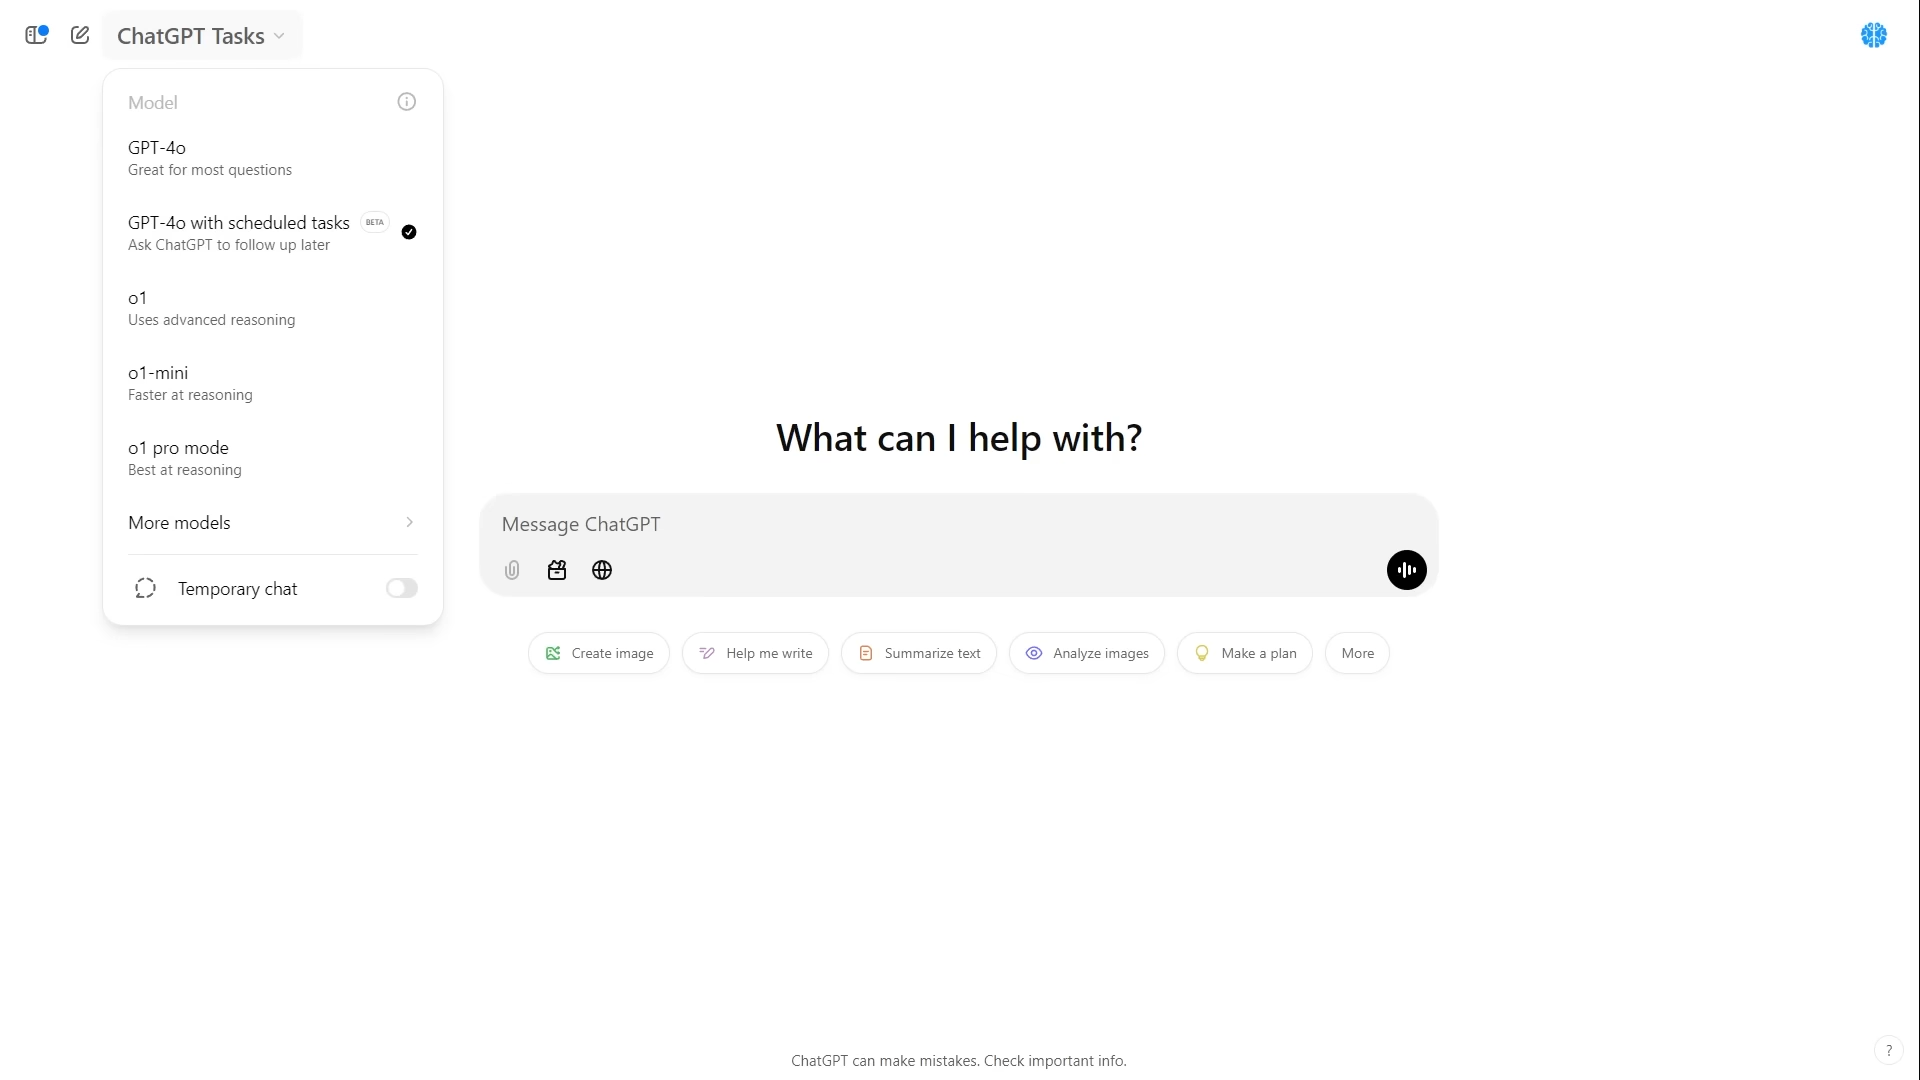 ChatGPT Tasks
Model
GPT-4o
Great for most questions
GPT-4o with scheduled tasks BETA
Ask ChatGPT to follow up later
o1
Uses advanced reasoning
o1-mini
Faster at reasoning
o1 pro mode
Best at reasoning
More models
Temporary chat
What can I help with?
Message ChatGPT
Create image Help me write Summarize text Analyze images Make a plan More
ChatGPT can make mistakes. Check important info.
?